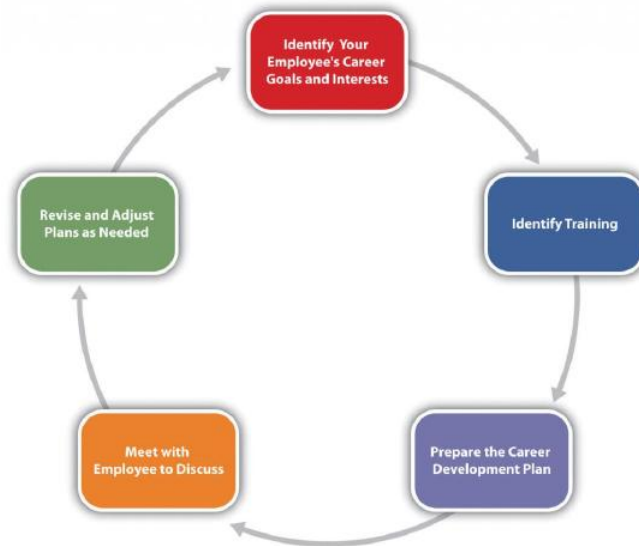 Identify Your
Employee's Career
Goals and Interests
Identify Training
Prepare the Career
Development Plan
Meet with
Employee to Discuss
Revise and Adjust
Plans as Needed